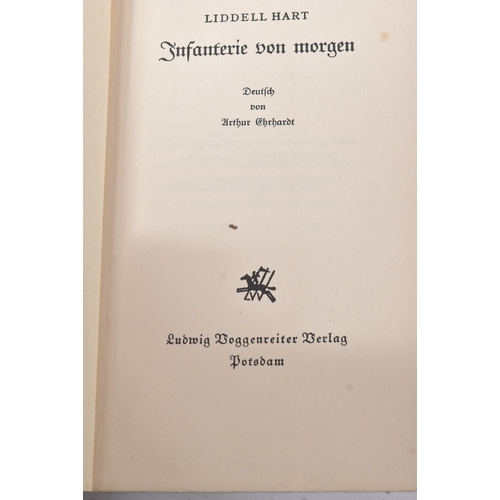 LIDDELL HART
Infanterie von morgen
Deutsch
von
Arthur Ehrhardt
Ludwig Voggenreiter Verlag
Potsdam